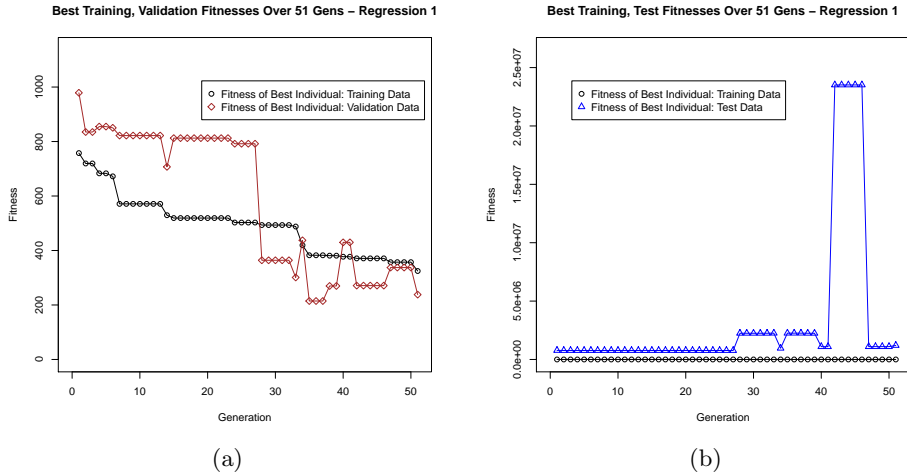 Best Training, Validation Fitnesses Over 51 Gens − Regression 1
1000
800
600
400
200
0
Fitness
Fitness of Best Individual: Training Data
Fitness of Best Individual: Validation Data
0 10 20 30 40 50
Generation
(a)
Best Training, Test Fitnesses Over 51 Gens − Regression 1
2.5e+07
2.0e+07
1.5e+07
1.0e+07
5.0e+06
0.0e+00
Fitness
Fitness of Best Individual: Training Data
Fitness of Best Individual: Test Data
0 10 20 30 40 50
Generation
(b)